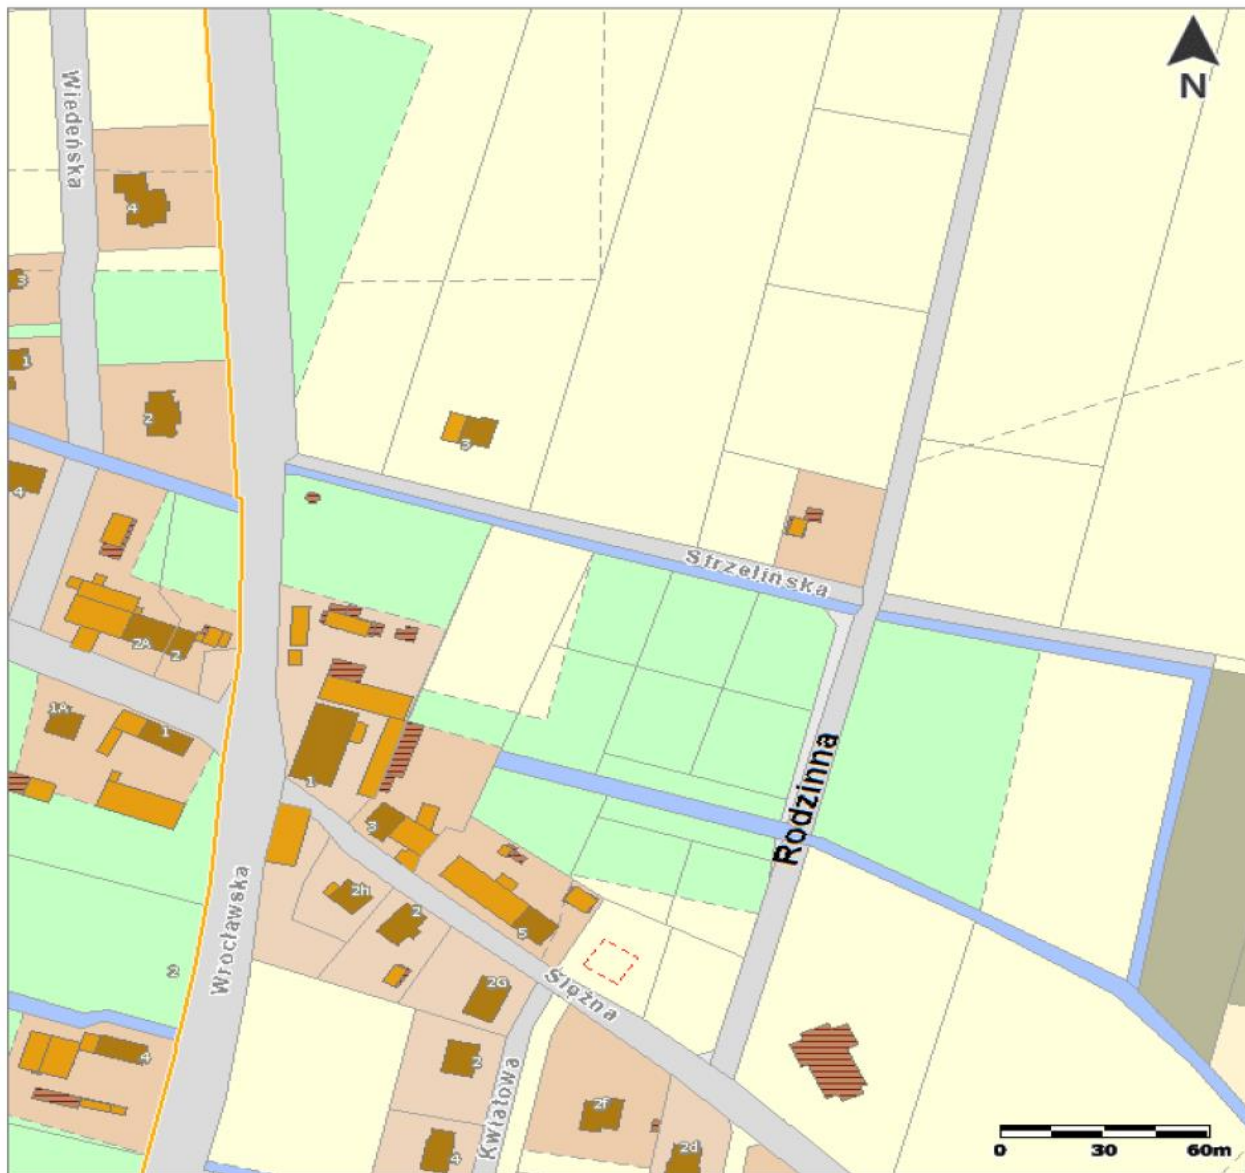 N
Wiedeńska
4
3
1
2
4
3
Strzelińska
2A
2
1A
1
1
Rodzinna
3
2h
2
5
Wrocławska
2
2G
Ślężna
2
4
Kwiatowa
2f
2d
4
0 30 60m